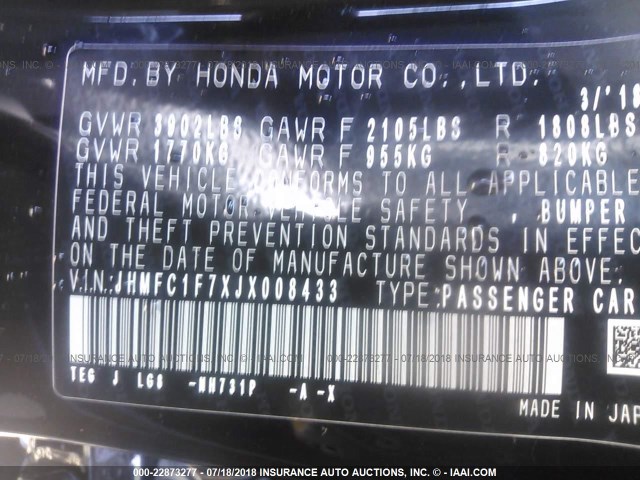 MFD. BY HONDA MOTOR CO., LTD. 3/'18
GVWR 3902LBS GAWR F 2105LBS R 1808LBS
GVWR 1770KG GAWR F 955KG R 820KG
THIS VEHICLE CONFORMS TO ALL APPLICABLE
FEDERAL MOTOR VEHICLE SAFETY , BUMPER
AND THEFT PREVENTION STANDARDS IN EFFEC
ON THE DATE OF MANUFACTURE SHOWN ABOVE.
V.I.N.:JHMFC1F7XJX008433 TYPE:PASSENGER CAR
TEG J LGS -NH731P -A -X
MADE IN JAP
000-22873277 - 07/18/2018 INSURANCE AUTO AUCTIONS, INC. © - IAAI.COM